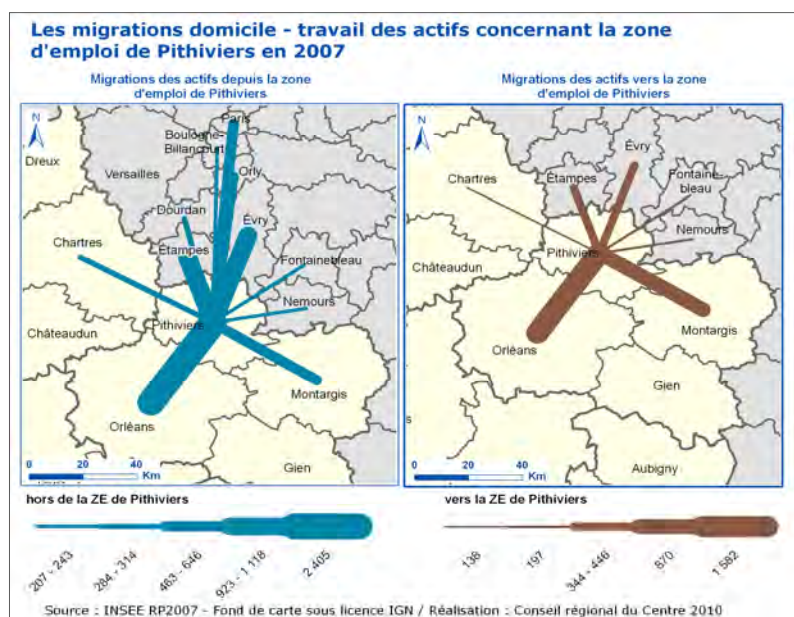 Les migrations domicile - travail des actifs concernant la zone
d'emploi de Pithiviers en 2007
Migrations des actifs depuis la zone
d'emploi de Pithiviers
N
Paris
Boulogne-
Billancourt
Dreux
Versailles
Orly
Dourdan
Évry
Chartres
Étampes
Fontainebleau
Nemours
Pithiviers
Châteaudun
Montargis
Orléans
Gien
0 20 40
Km
Migrations des actifs vers la zone
d'emploi de Pithiviers
N
Évry
Chartres
Étampes
Fontaine-
bleau
Nemours
Pithiviers
Châteaudun
Montargis
Orléans
Gien
Aubigny
0 20 40
Km
hors de la ZE de Pithiviers
207 - 243
284 - 314
463 - 646
923 - 1 118
2 405
vers la ZE de Pithiviers
138
197
344 - 446
870
1 582
Source : INSEE RP2007 - Fond de carte sous licence IGN / Réalisation : Conseil régional du Centre 2010